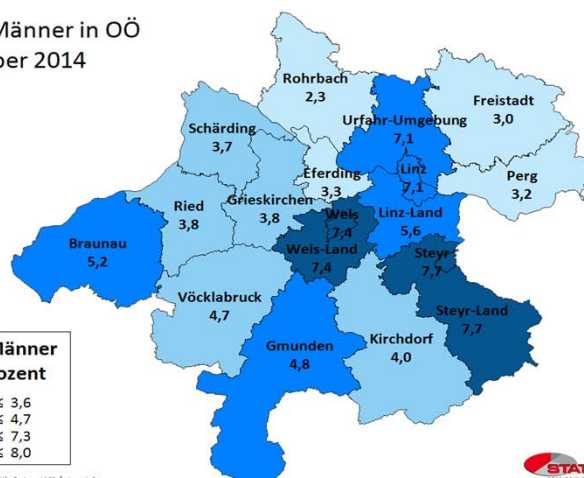 Männer in OÖ
ber 2014
Rohrbach
2,3
Freistadt
3,0
Urfahr-Umgebung
7,1
Schärding
3,7
Linz
7,1
Eferding
3,3
Perg
3,2
Ried
3,8
Grieskirchen
3,8
Wels
7,4
Linz-Land
5,6
Braunau
5,2
Wels-Land
7,4
Steyr
7,7
Vöcklabruck
4,7
Steyr-Land
7,7
Gmunden
4,8
Kirchdorf
4,0
Männer
ozent
≤ 3,6
≤ 4,7
≤ 7,3
≤ 8,0
STAT